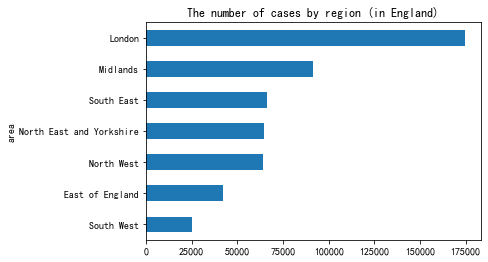 The number of cases by region (in England)
London
Midlands
South East
North East and Yorkshire
North West
East of England
South West
area
0 25000 50000 75000 100000 125000 150000 175000